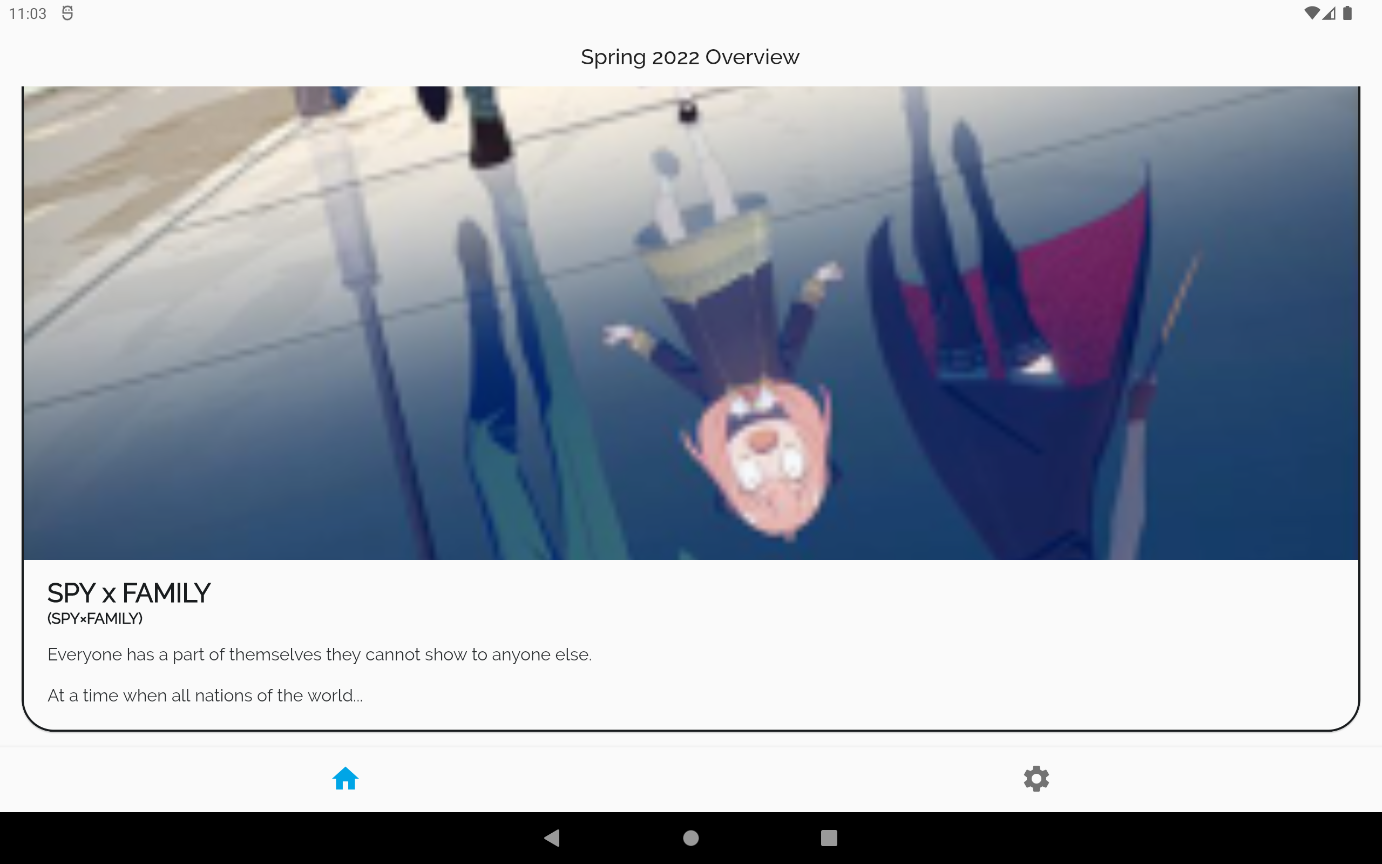 11:03
Spring 2022 Overview
SPY x FAMILY
(SPY×FAMILY)
Everyone has a part of themselves they cannot show to anyone else.
At a time when all nations of the world...